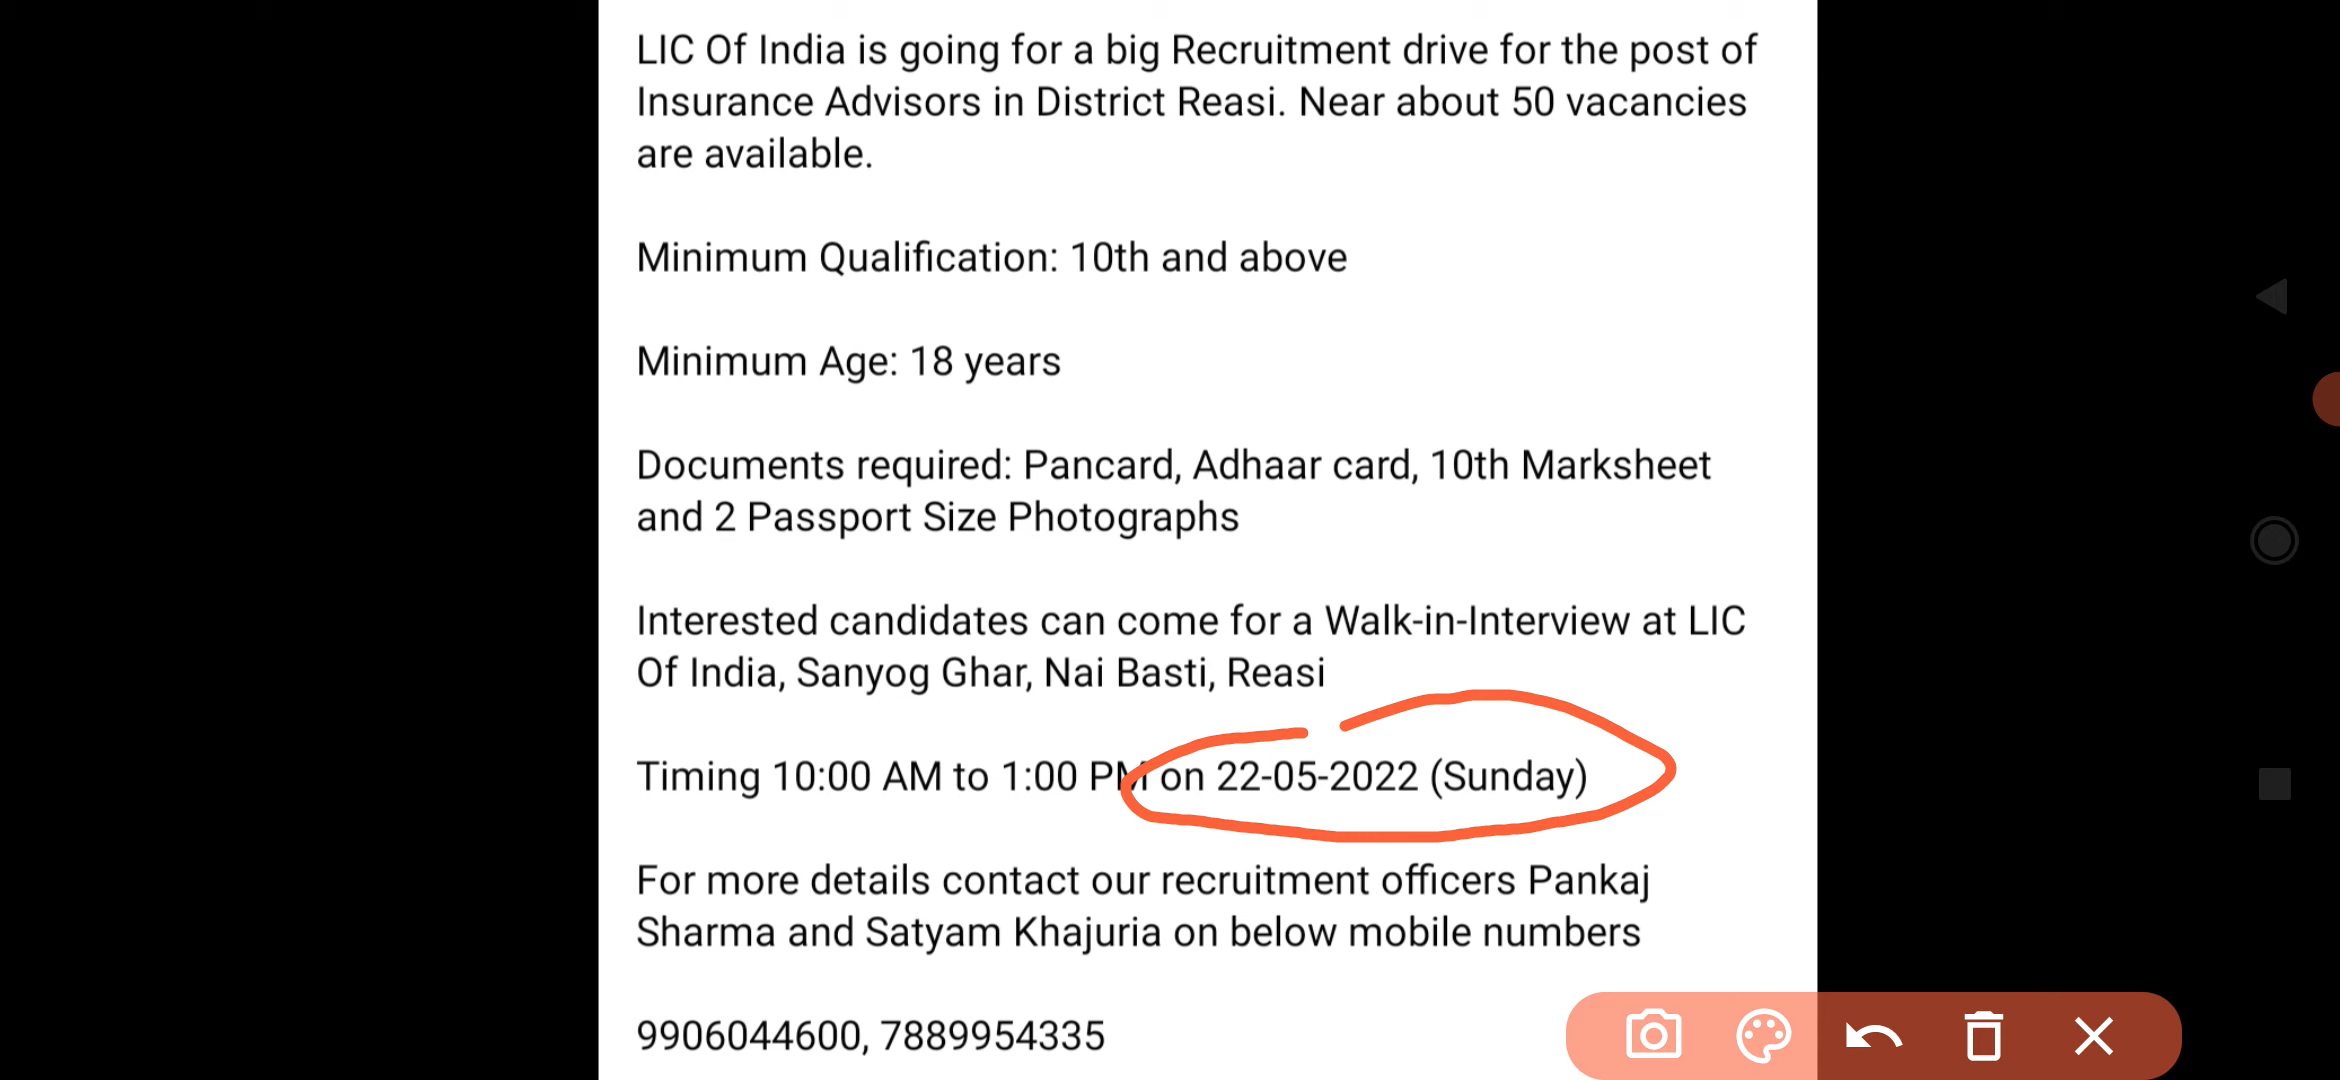 LIC Of India is going for a big Recruitment drive for the post of
Insurance Advisors in District Reasi. Near about 50 vacancies
are available.
Minimum Qualification: 10th and above
Minimum Age: 18 years
Documents required: Pancard, Adhaar card, 10th Marksheet
and 2 Passport Size Photographs
Interested candidates can come for a Walk-in-Interview at LIC
Of India, Sanyog Ghar, Nai Basti, Reasi
Timing 10:00 AM to 1:00 PM on 22-05-2022 (Sunday)
For more details contact our recruitment officers Pankaj
Sharma and Satyam Khajuria on below mobile numbers
9906044600, 7889954335